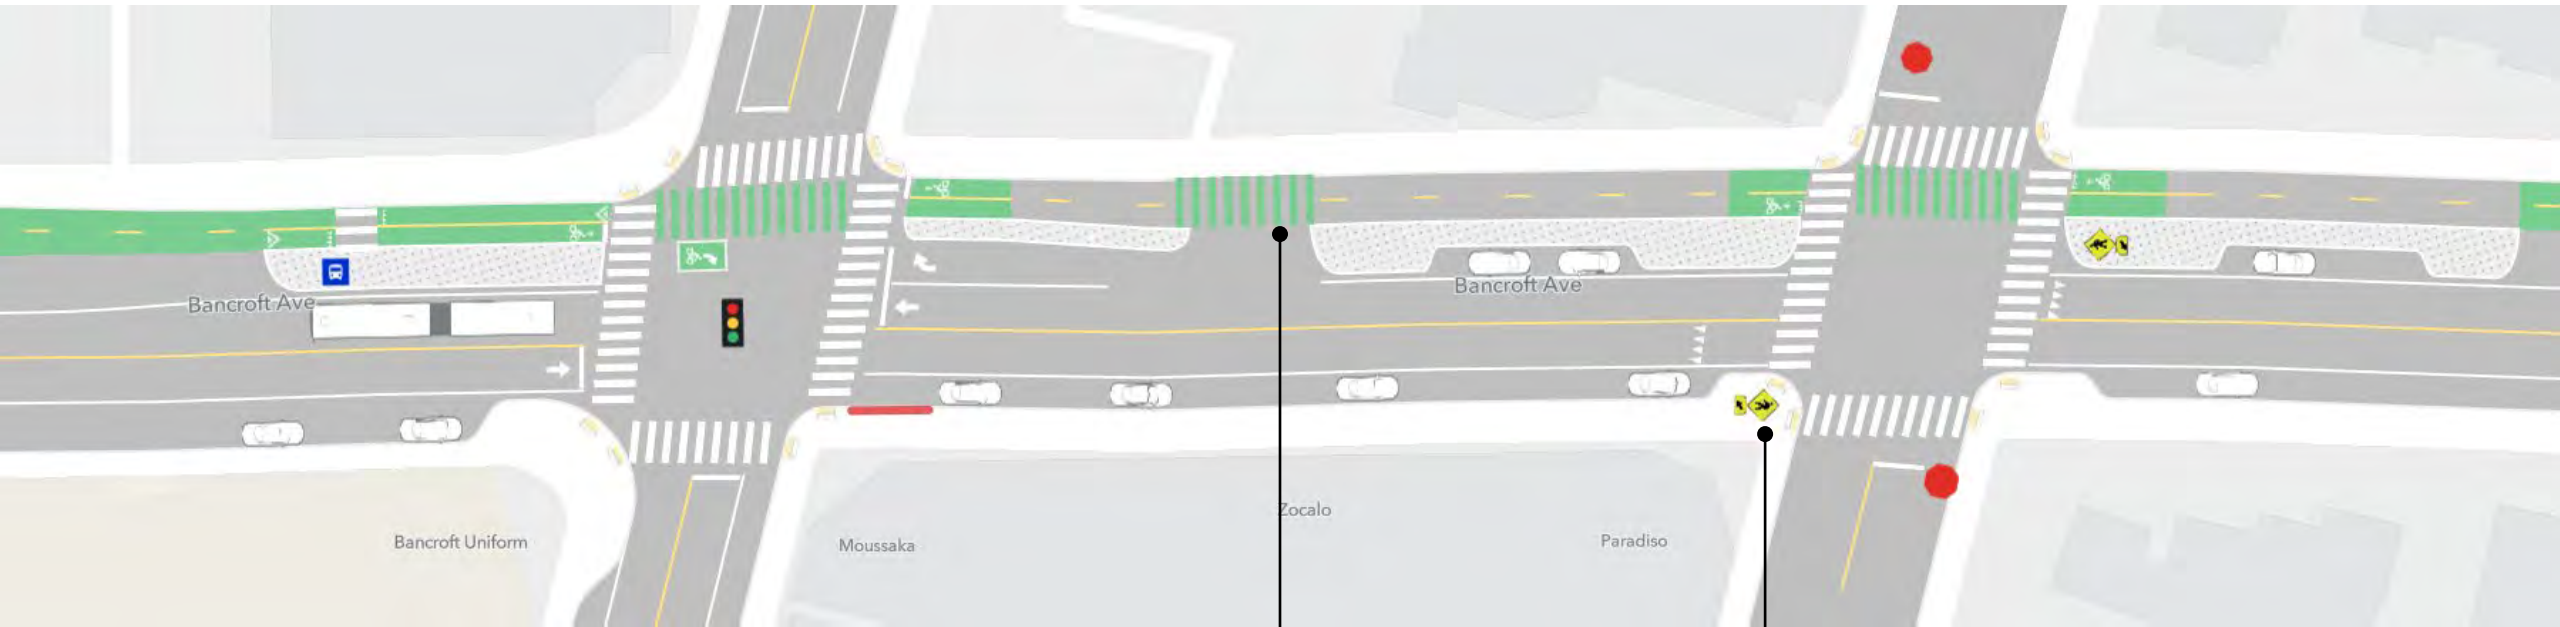 Bancroft Ave
Bancroft Ave
Zocalo
Bancroft Uniform
Moussaka
Paradiso